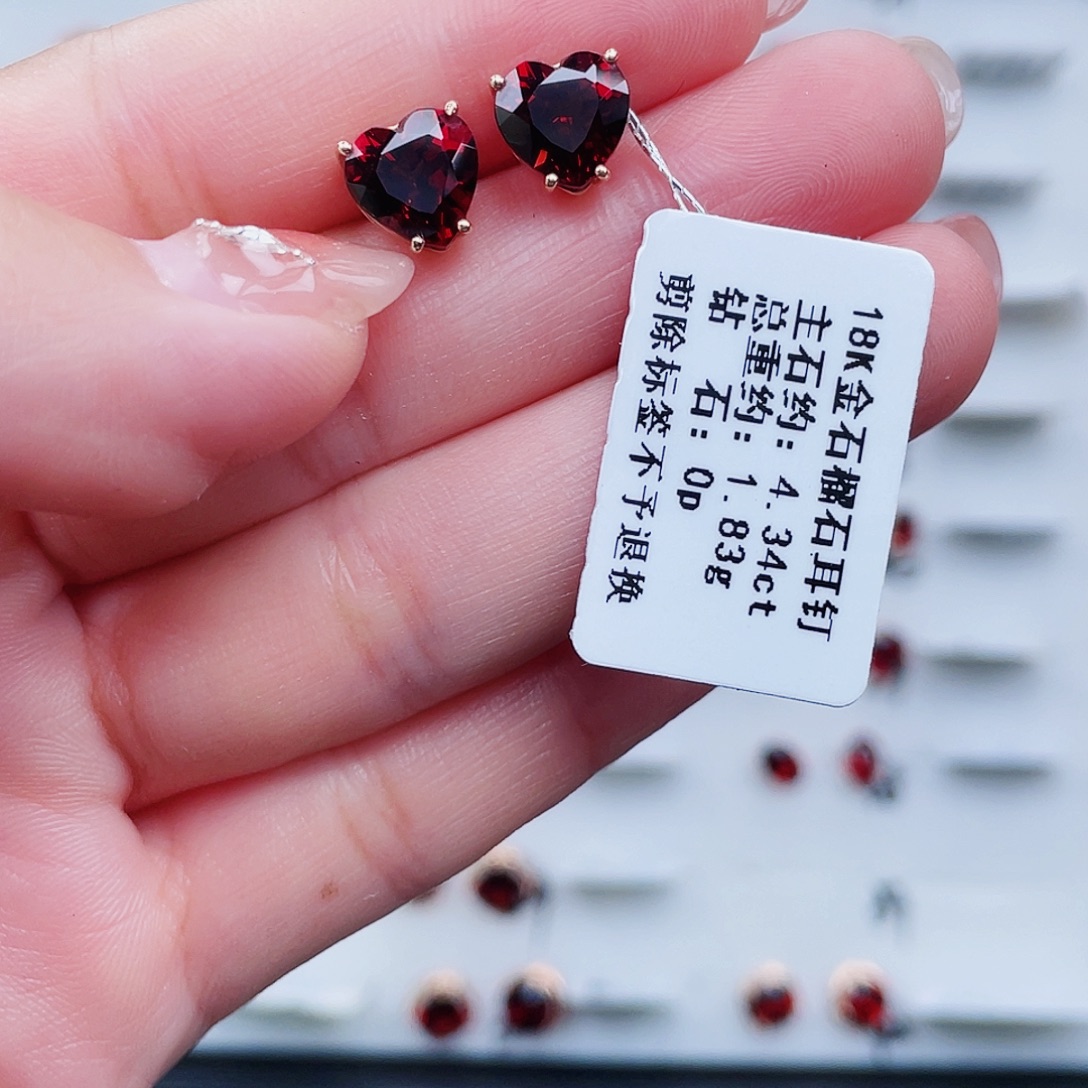 18K金石榴石耳钉
主石约: 4.34ct
总重约: 1.83g
钻 石: 0p
剪除标签不予退换